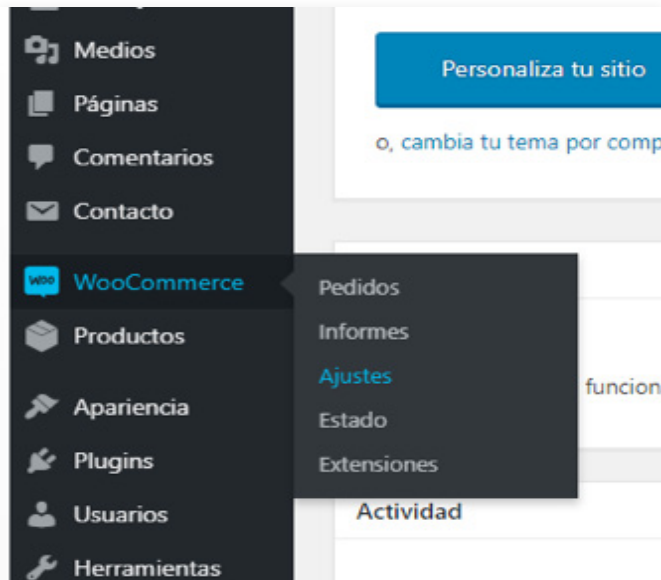 Medios
Páginas
Comentarios
Contacto
WOO WooCommerce
Productos
Apariencia
Plugins
Usuarios
Herramientas
Pedidos
Informes
Ajustes
Estado
Extensiones
Personaliza tu sitio
o, cambia tu tema por comp
funcion
Actividad